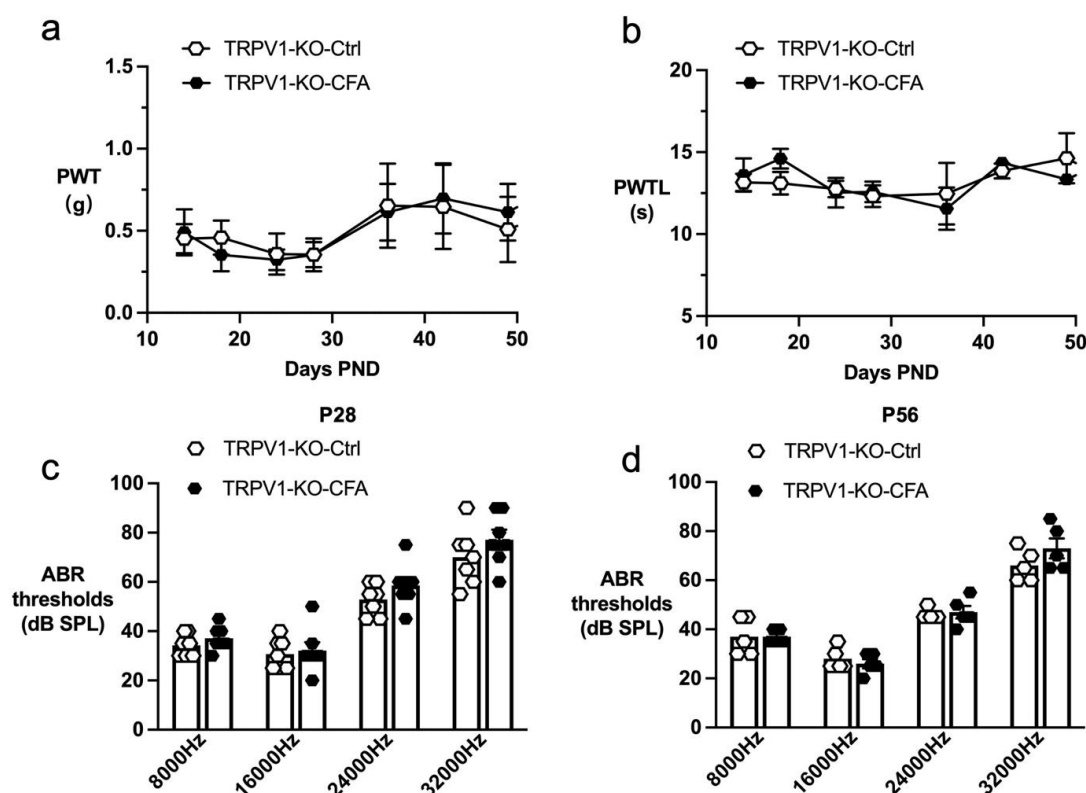 a
TRPV1-KO-Ctrl
TRPV1-KO-CFA
1.5
1.0
0.5
0.0
PWT
(g)
10 20 30 40 50
Days PND
b
TRPV1-KO-Ctrl
TRPV1-KO-CFA
20
15
10
5
PWTL
(s)
10 20 30 40 50
Days PND
P28
c
TRPV1-KO-Ctrl
TRPV1-KO-CFA
100
80
60
40
20
0
ABR
thresholds
(dB SPL)
8000Hz 16000Hz 24000Hz 32000Hz
P56
d
TRPV1-KO-Ctrl
TRPV1-KO-CFA
100
80
60
40
20
0
ABR
thresholds
(dB SPL)
8000Hz 16000Hz 24000Hz 32000Hz